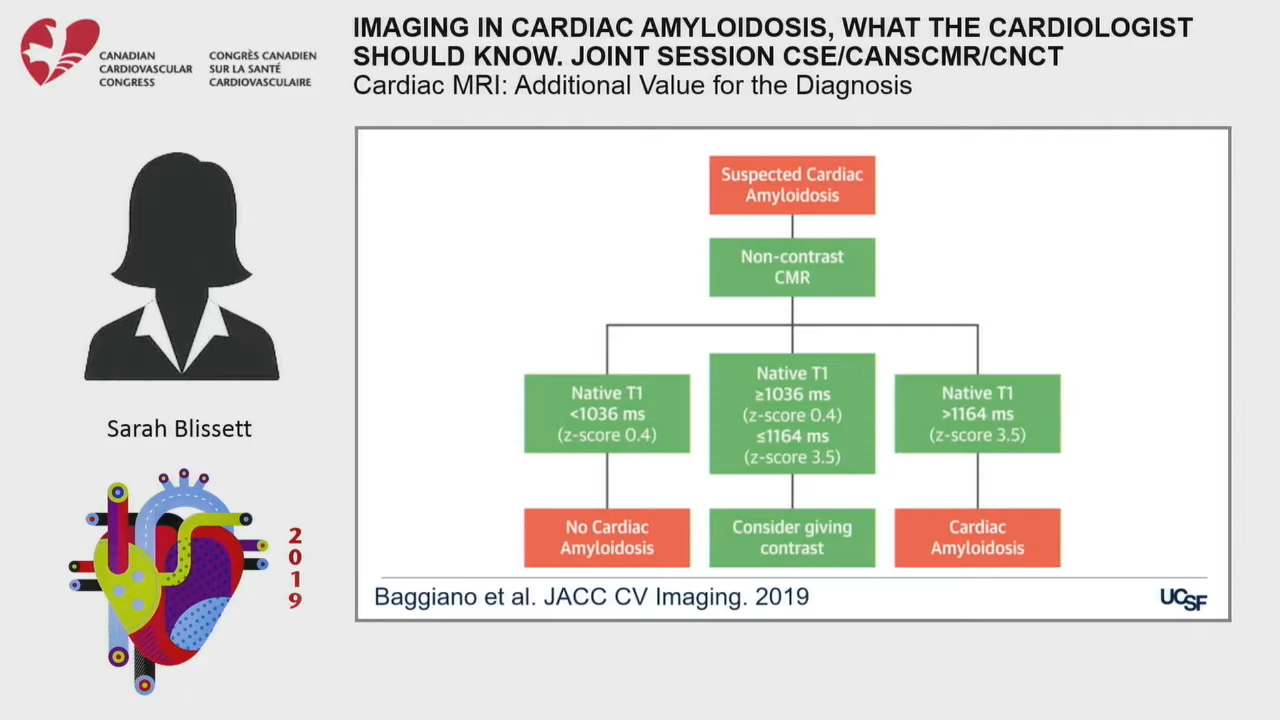 CANADIAN
CARDIOVASCULAR
CONGRESS
CONGRÈS CANADIEN
SUR LA SANTÉ
CARDIOVASCULAIRE
IMAGING IN CARDIAC AMYLOIDOSIS, WHAT THE CARDIOLOGIST
SHOULD KNOW. JOINT SESSION CSE/CANSCMR/CNCT
Cardiac MRI: Additional Value for the Diagnosis
Suspected Cardiac
Amyloidosis
Non-contrast
CMR
Native T1
<1036 ms
(z-score 0.4)
Native T1
≥1036 ms
(z-score 0.4)
≤1164 ms
(z-score 3.5)
Native T1
>1164 ms
(z-score 3.5)
No Cardiac
Amyloidosis
Consider giving
contrast
Cardiac
Amyloidosis
Baggiano et al. JACC CV Imaging. 2019
UCSF
Sarah Blissett
2
0
1
9